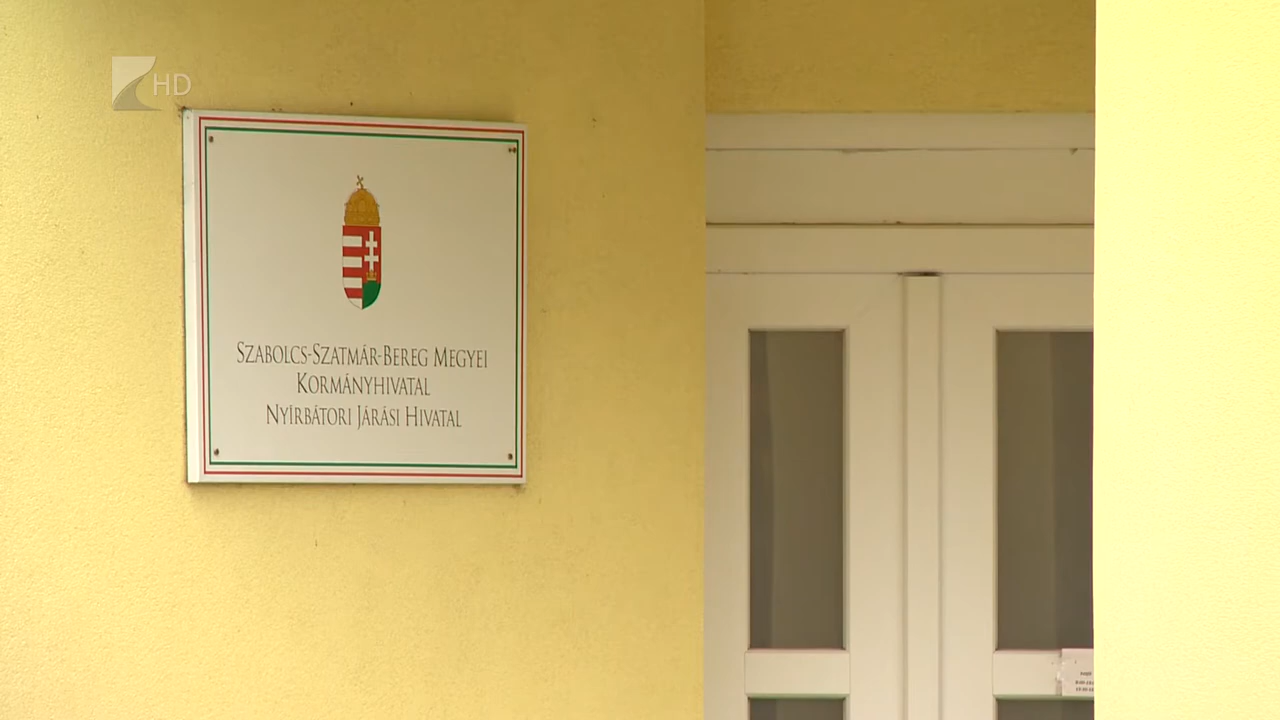 HD
SZABOLCS-SZATMÁR-BEREG MEGYEI
KORMÁNYHIVATAL
NYÍRBÁTORI JÁRÁSI HIVATAL